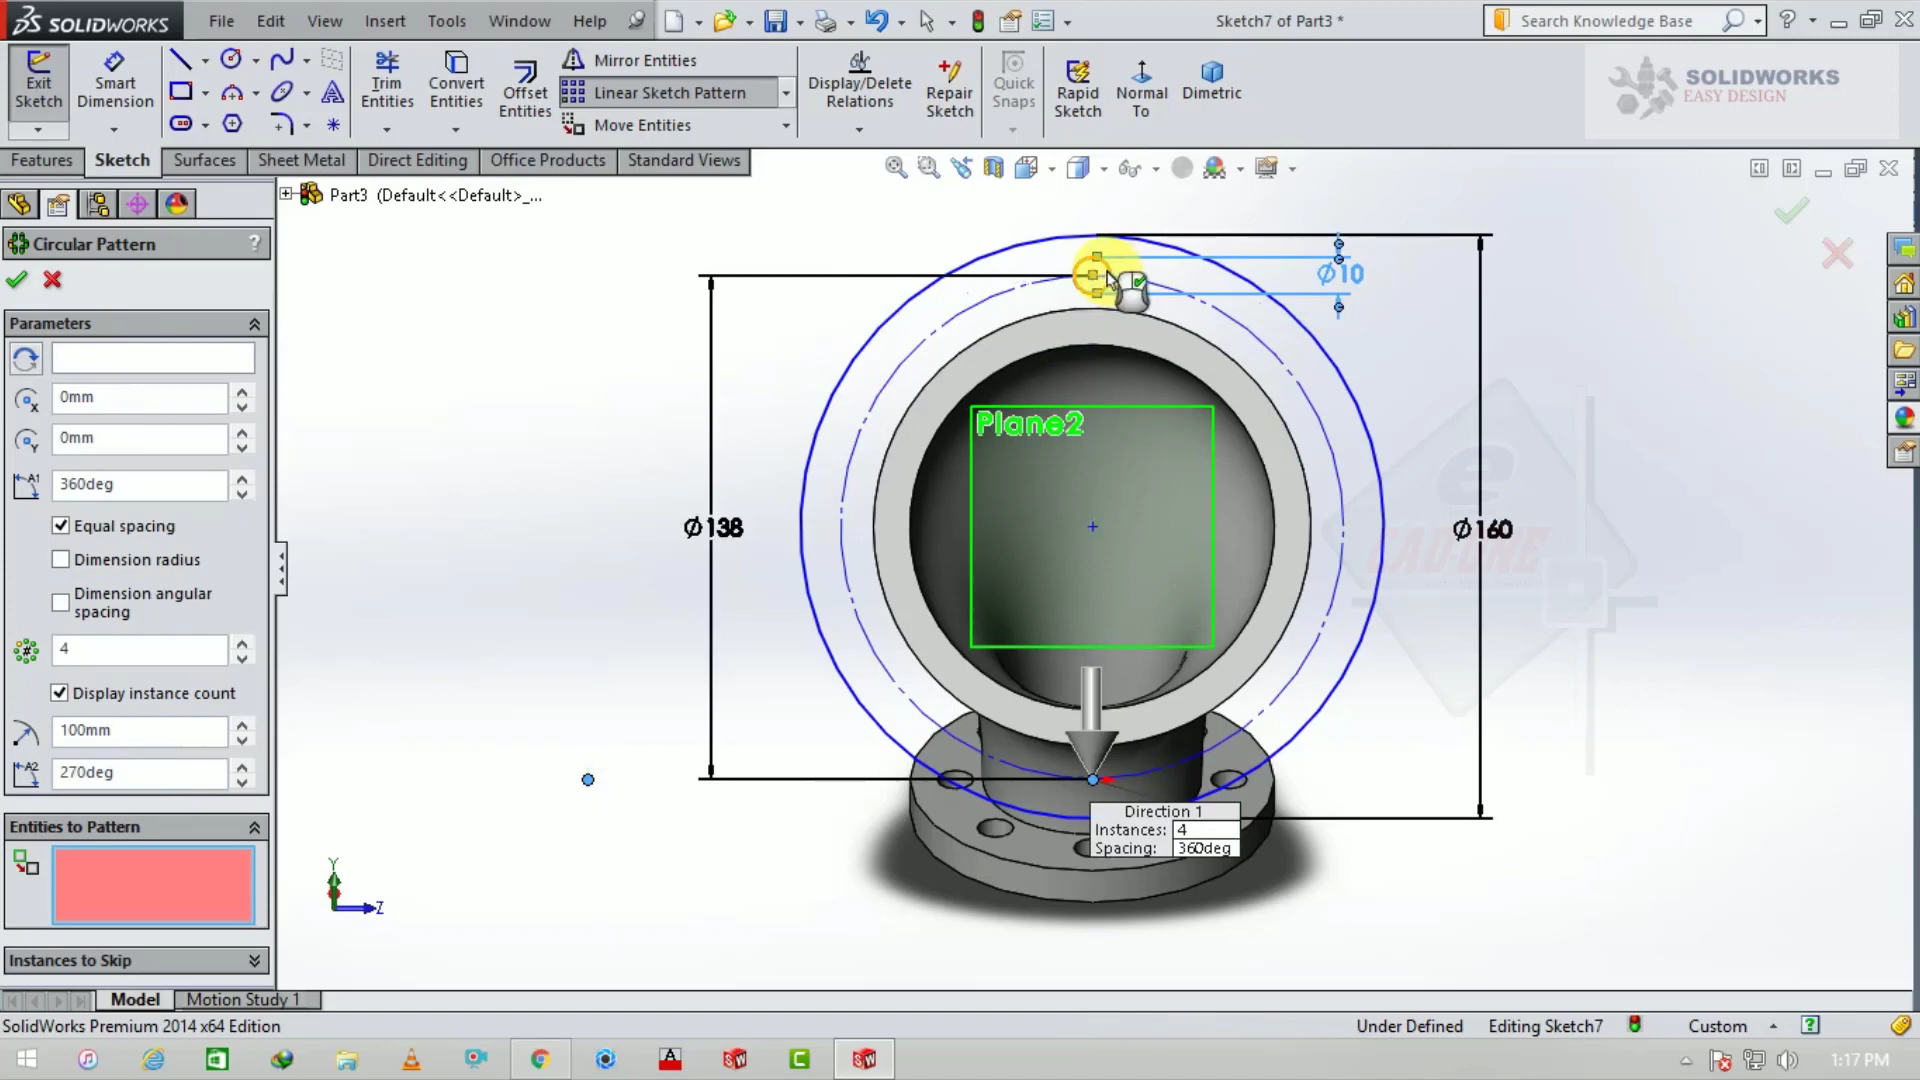 SOLIDWORKS
File Edit View Insert Tools Window Help
Sketch7 of Part3 *
Search Knowledge Base
Exit Sketch
Smart Dimension
Trim Entities
Convert Entities
Offset Entities
Mirror Entities
Linear Sketch Pattern
Move Entities
Display/Delete Relations
Repair Sketch
Quick Snaps
Rapid Sketch
Normal To
Dimetric
SOLIDWORKS
EASY DESIGN
Features Sketch Surfaces Sheet Metal Direct Editing Office Products Standard Views
Part3 (Default<<Default>_...
Circular Pattern ?
Parameters
0mm
0mm
360deg
Equal spacing
Dimension radius
Dimension angular spacing
4
Display instance count
100mm
270deg
Entities to Pattern
Instances to Skip
Ø10
Plane2
Ø138
Ø160
CAD-ONE
Direction 1
Instances: 4
Spacing: 360deg
Y
Z
Model Motion Study 1
SolidWorks Premium 2014 x64 Edition
Under Defined Editing Sketch7 Custom
1:17 PM